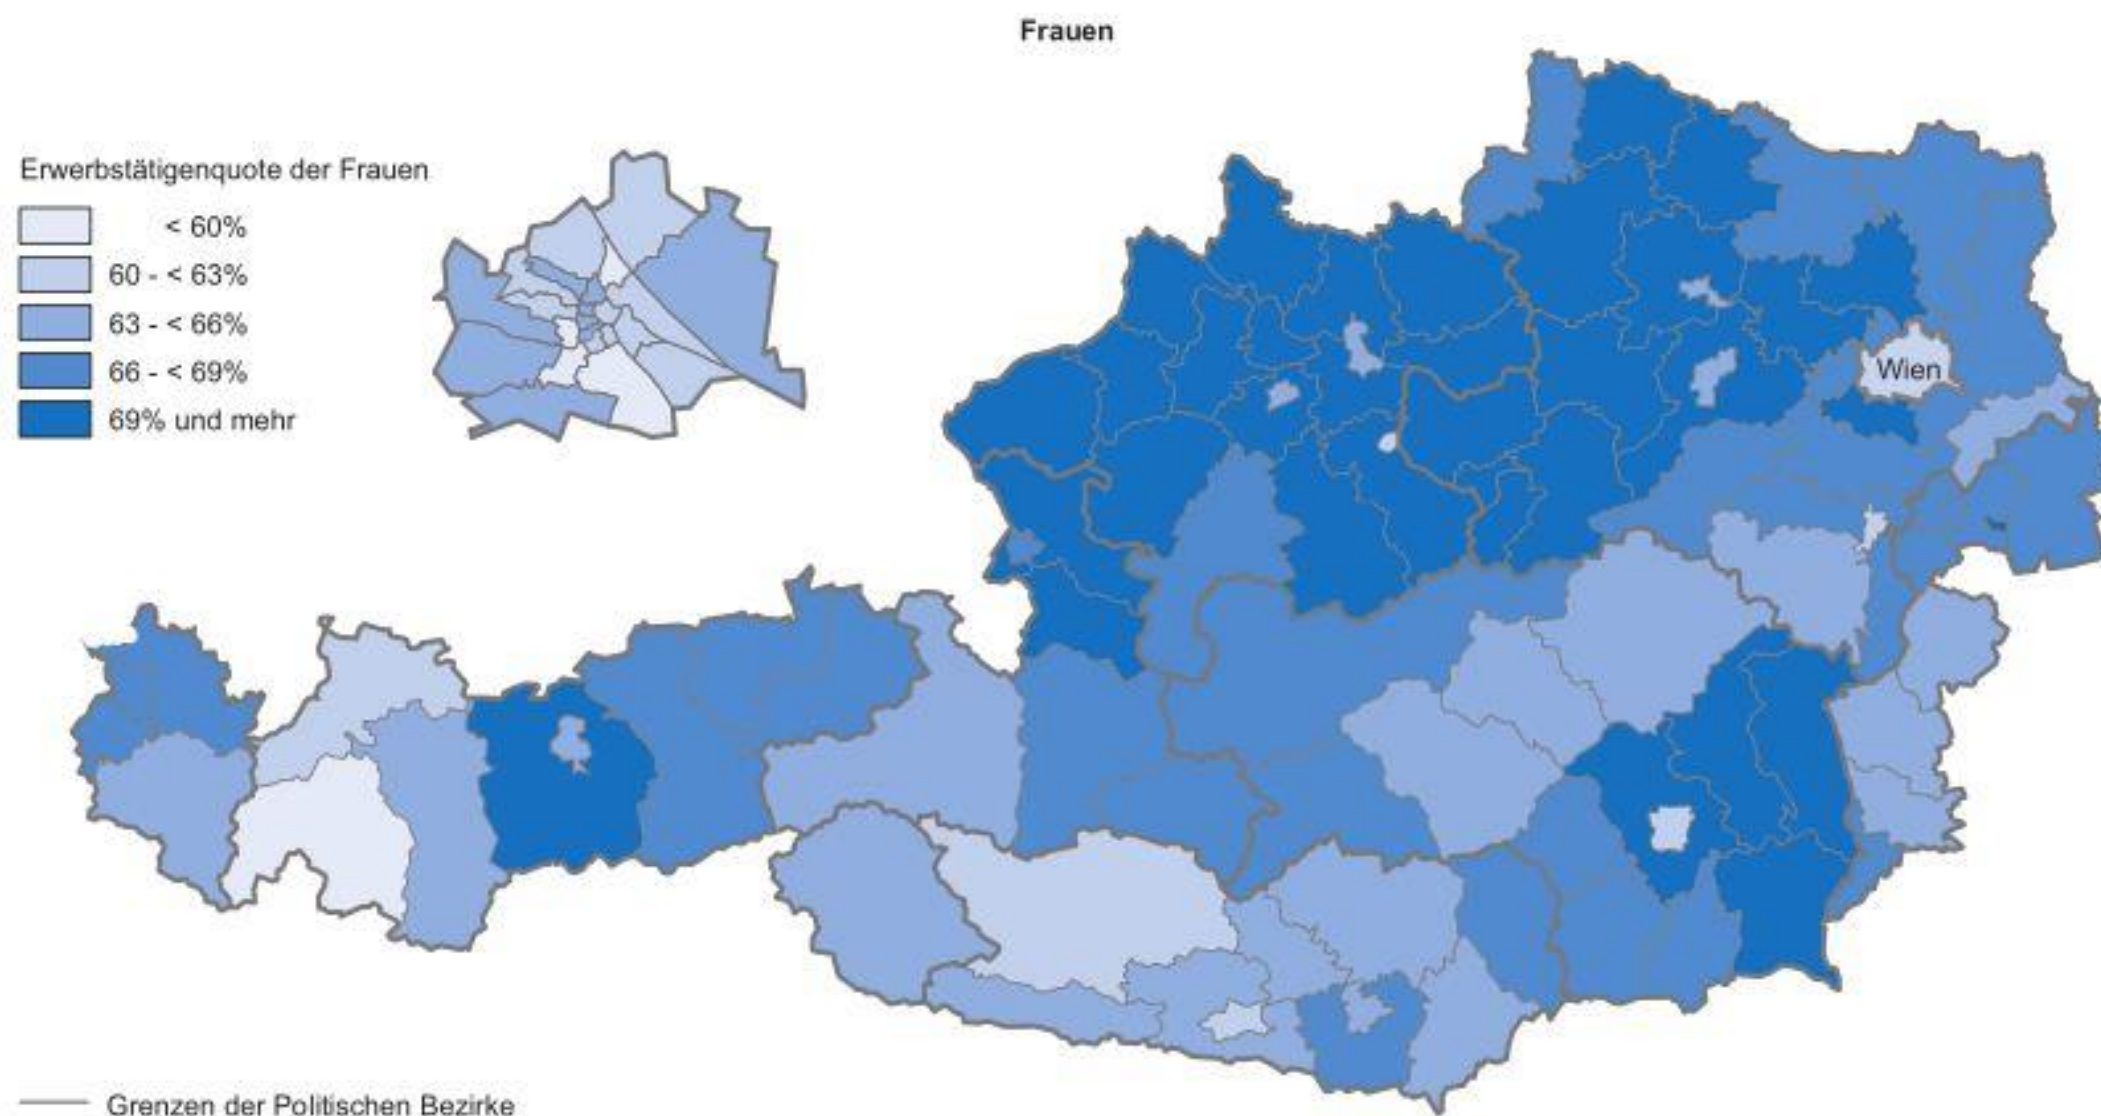 Frauen
Erwerbstätigenquote der Frauen
< 60%
60 - < 63%
63 - < 66%
66 - < 69%
69% und mehr
Wien
Grenzen der Politischen Bezirke